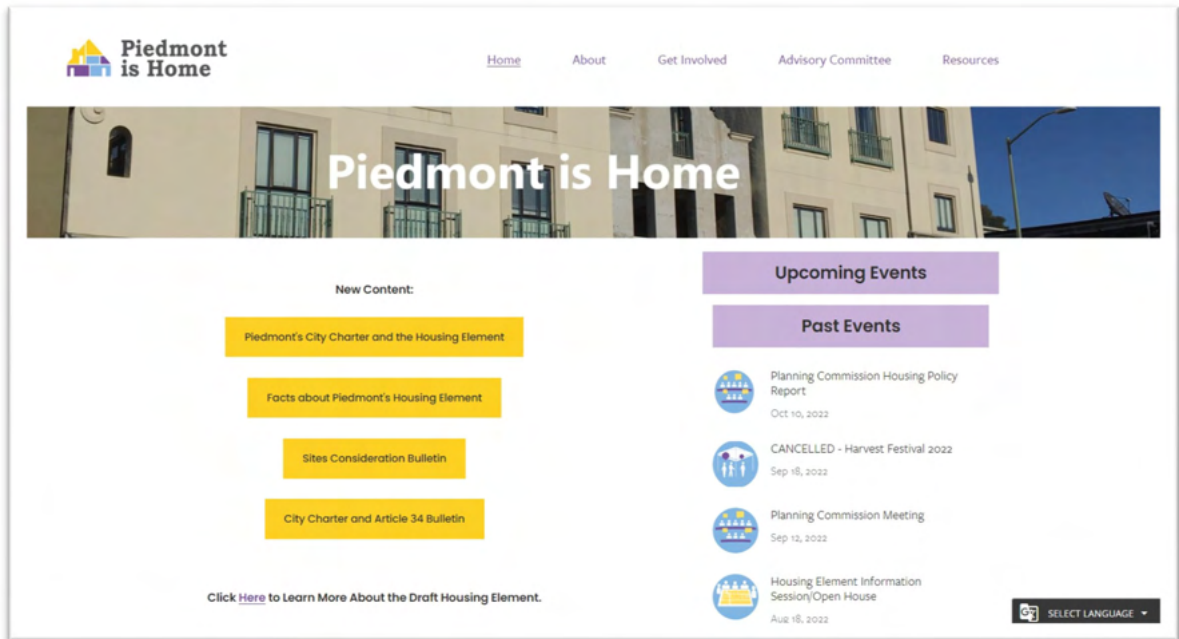 Piedmont
is Home
Home About Get Involved Advisory Committee Resources
Piedmont is Home
New Content:
Piedmont's City Charter and the Housing Element
Facts about Piedmont's Housing Element
Sites Consideration Bulletin
City Charter and Article 34 Bulletin
Click Here to Learn More About the Draft Housing Element.
Upcoming Events
Past Events
Planning Commission Housing Policy
Report
Oct 10, 2022
CANCELLED - Harvest Festival 2022
Sep 18, 2022
Planning Commission Meeting
Sep 12, 2022
Housing Element Information
Session/Open House
Aug 18, 2022
SELECT LANGUAGE